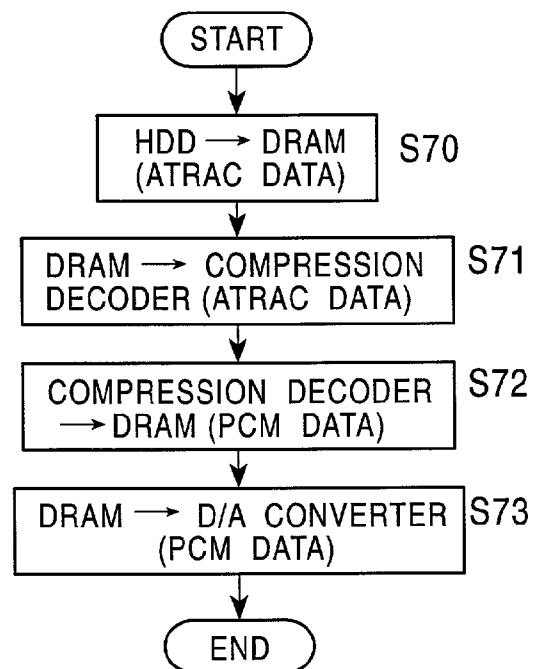 START
HDD → DRAM
(ATRAC DATA)
S70
DRAM → COMPRESSION
DECODER (ATRAC DATA)
S71
COMPRESSION DECODER
→ DRAM (PCM DATA)
S72
DRAM → D/A CONVERTER
(PCM DATA)
S73
END